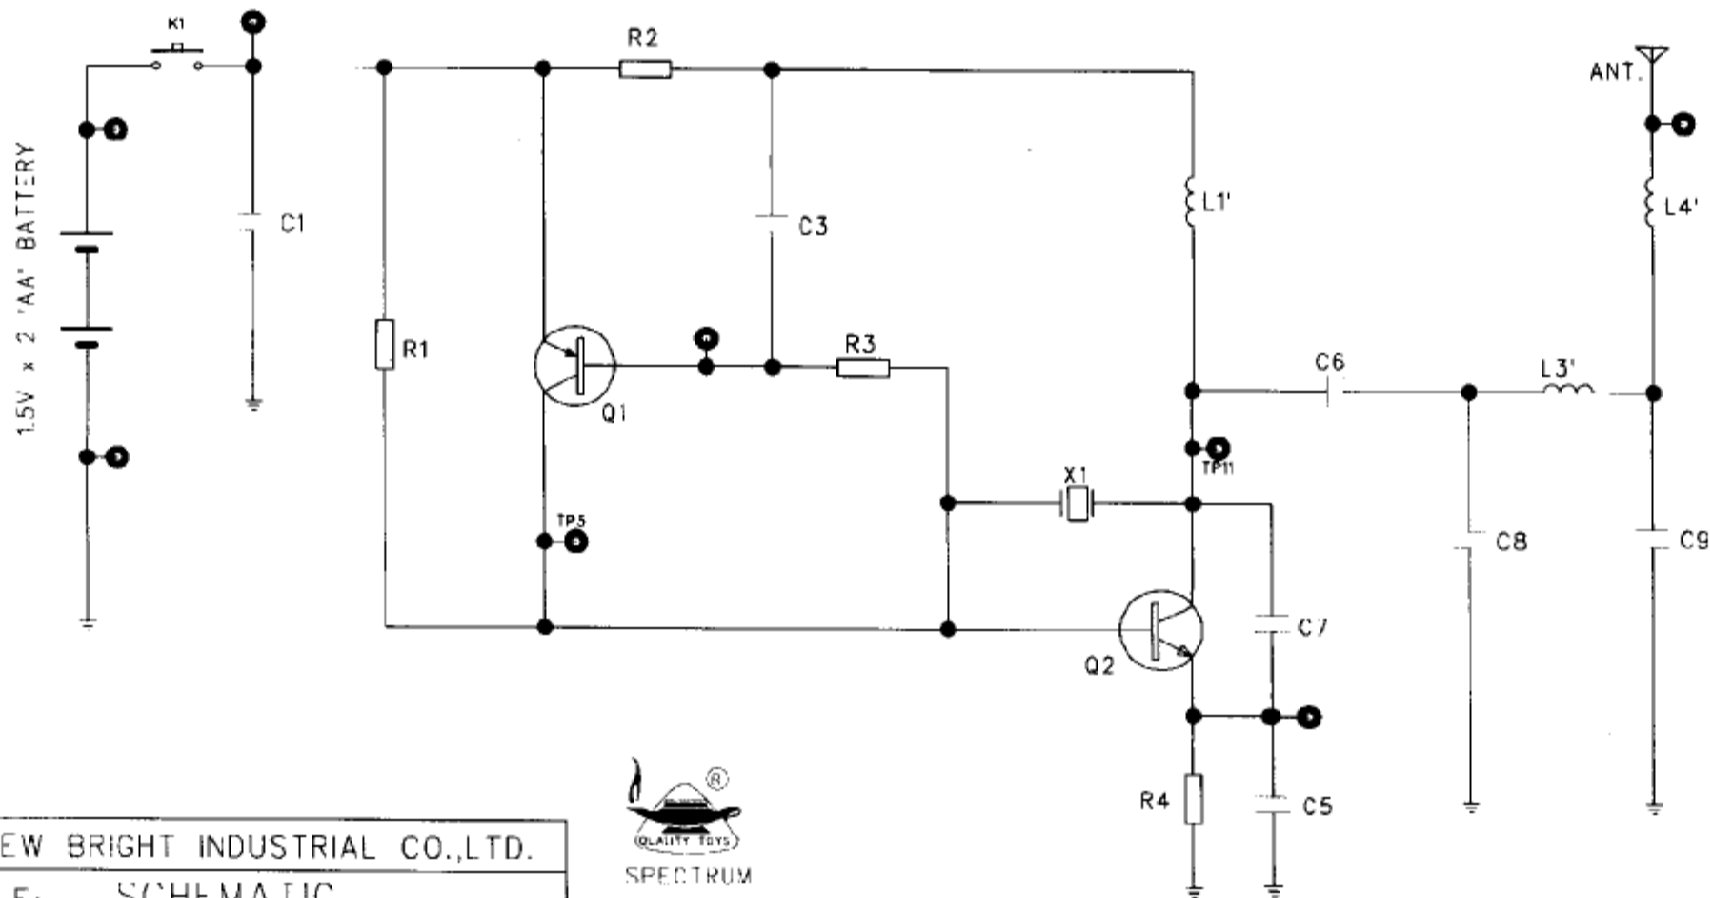 K1
R2
ANT.
1.5V x 2 'AA' BATTERY
C1
C3
L1'
L4'
R1
R3
Q1
C6
L3'
TP11
X1
TP5
C8
C9
C7
Q2
R4
C5
®
QUALITY TOYS
SPECTRUM
EW BRIGHT INDUSTRIAL CO.,LTD.
E: SCHEMATIC